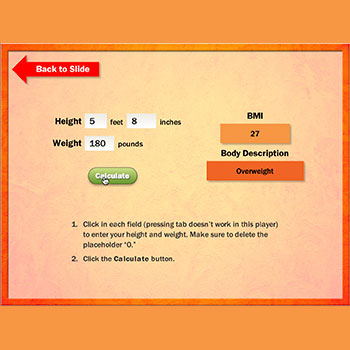 Back to Slide
Height 5 feet 8 inches
Weight 180 pounds
Calculate
BMI
27
Body Description
Overweight
1. Click in each field (pressing tab doesn't work in this player)
to enter your height and weight. Make sure to delete the
placeholder "0."
2. Click the Calculate button.